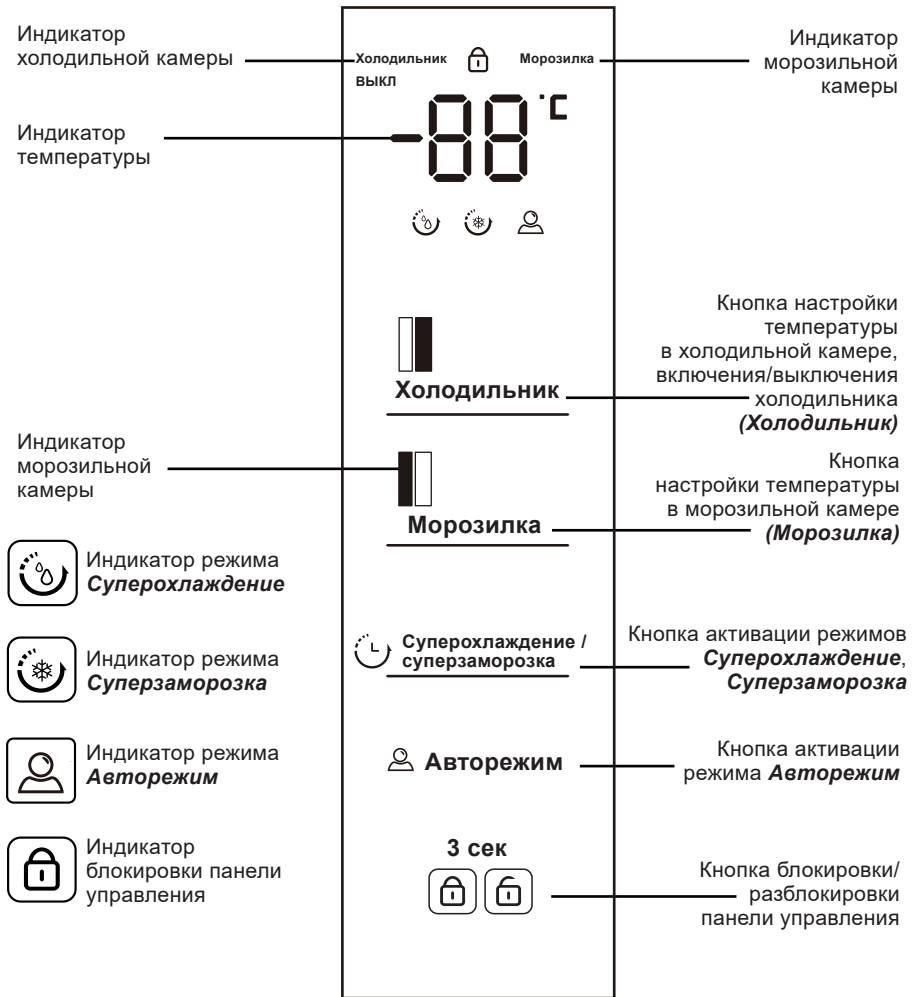 Индикатор
холодильной камеры
Холодильник
ВЫКЛ
Морозилка
Индикатор
морозильной
камеры
Индикатор
температуры
-88°C
Кнопка настройки
температуры
в холодильной камере,
включения/выключения
холодильника
(Холодильник)
Холодильник
Индикатор
морозильной
камеры
Кнопка
настройки температуры
в морозильной камере
(Морозилка)
Морозилка
Индикатор режима
Суперохлаждение
Суперохлаждение /
суперзаморозка
Кнопка активации режимов
Суперохлаждение,
Суперзаморозка
Индикатор режима
Суперзаморозка
Индикатор режима
Авторежим
Авторежим
Кнопка активации
режима Авторежим
Индикатор
блокировки панели
управления
3 сек
Кнопка блокировки/
разблокировки
панели управления